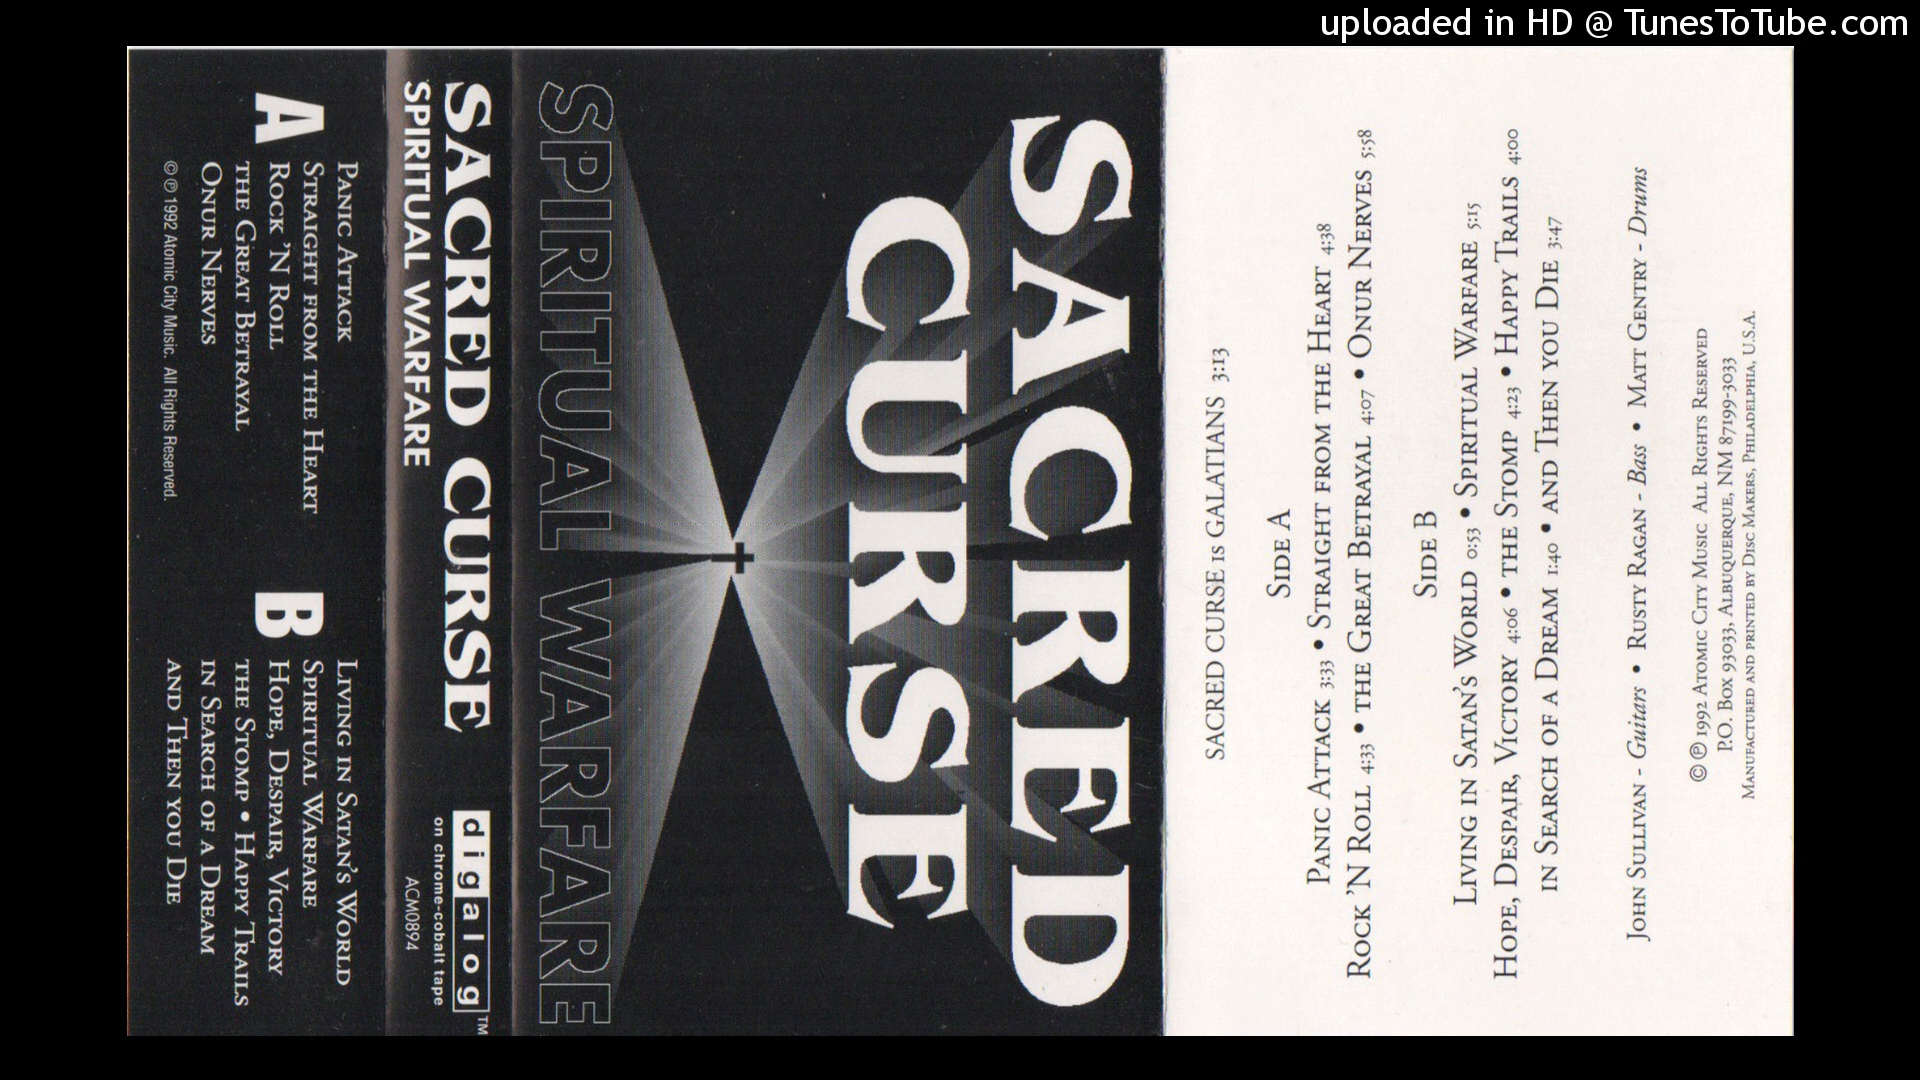 uploaded in HD @ TunesToTube.com
SACRED
CURSE
SPIRITUAL WARFARE
SACRED CURSE
SPIRITUAL WARFARE
digalog™
on chrome-cobalt tape
ACM0894
A
PANIC ATTACK
STRAIGHT FROM THE HEART
ROCK 'N ROLL
THE GREAT BETRAYAL
ONUR NERVES
B
LIVING IN SATAN'S WORLD
SPIRITUAL WARFARE
HOPE, DESPAIR, VICTORY
THE STOMP • HAPPY TRAILS
IN SEARCH OF A DREAM
AND THEN YOU DIE
© ℗ 1992 Atomic City Music. All Rights Reserved.
SACRED CURSE is GALATIANS 3:13
SIDE A
PANIC ATTACK 3:33 • STRAIGHT FROM THE HEART 4:38
ROCK 'N ROLL 4:33 • THE GREAT BETRAYAL 4:07 • ONUR NERVES 5:58
SIDE B
LIVING IN SATAN'S WORLD 0:53 • SPIRITUAL WARFARE 5:15
HOPE, DESPAIR, VICTORY 4:06 • THE STOMP 4:23 • HAPPY TRAILS 4:00
IN SEARCH OF A DREAM 1:40 • AND THEN YOU DIE 3:47
JOHN SULLIVAN - Guitars • RUSTY RAGAN - Bass • MATT GENTRY - Drums
© ℗ 1992 ATOMIC CITY MUSIC ALL RIGHTS RESERVED
P.O. BOX 93033, ALBUQUERQUE, NM 87199-3033
MANUFACTURED AND PRINTED BY DISC MAKERS, PHILADELPHIA, U.S.A.